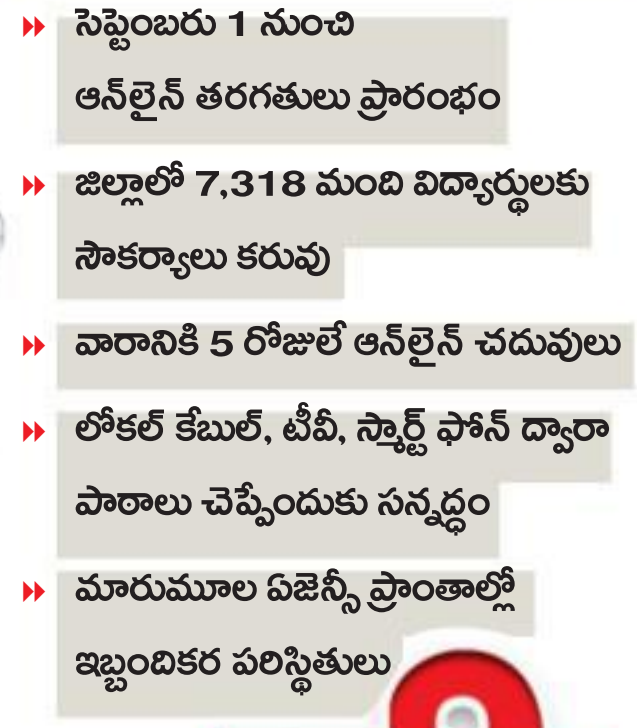 సెప్టెంబరు 1 నుంచి
ఆన్‌లైన్ తరగతులు ప్రారంభం
జిల్లాలో 7,318 మంది విద్యార్థులకు
సౌకర్యాలు కరువు
వారానికి 5 రోజులే ఆన్‌లైన్ చదువులు
లోకల్ కేబుల్, టీవీ, స్మార్ట్ ఫోన్ ద్వారా
పాఠాలు చెప్పేందుకు సన్నద్ధం
మారుమూల ఏజెన్సీ ప్రాంతాల్లో
ఇబ్బందికర పరిస్థితులు